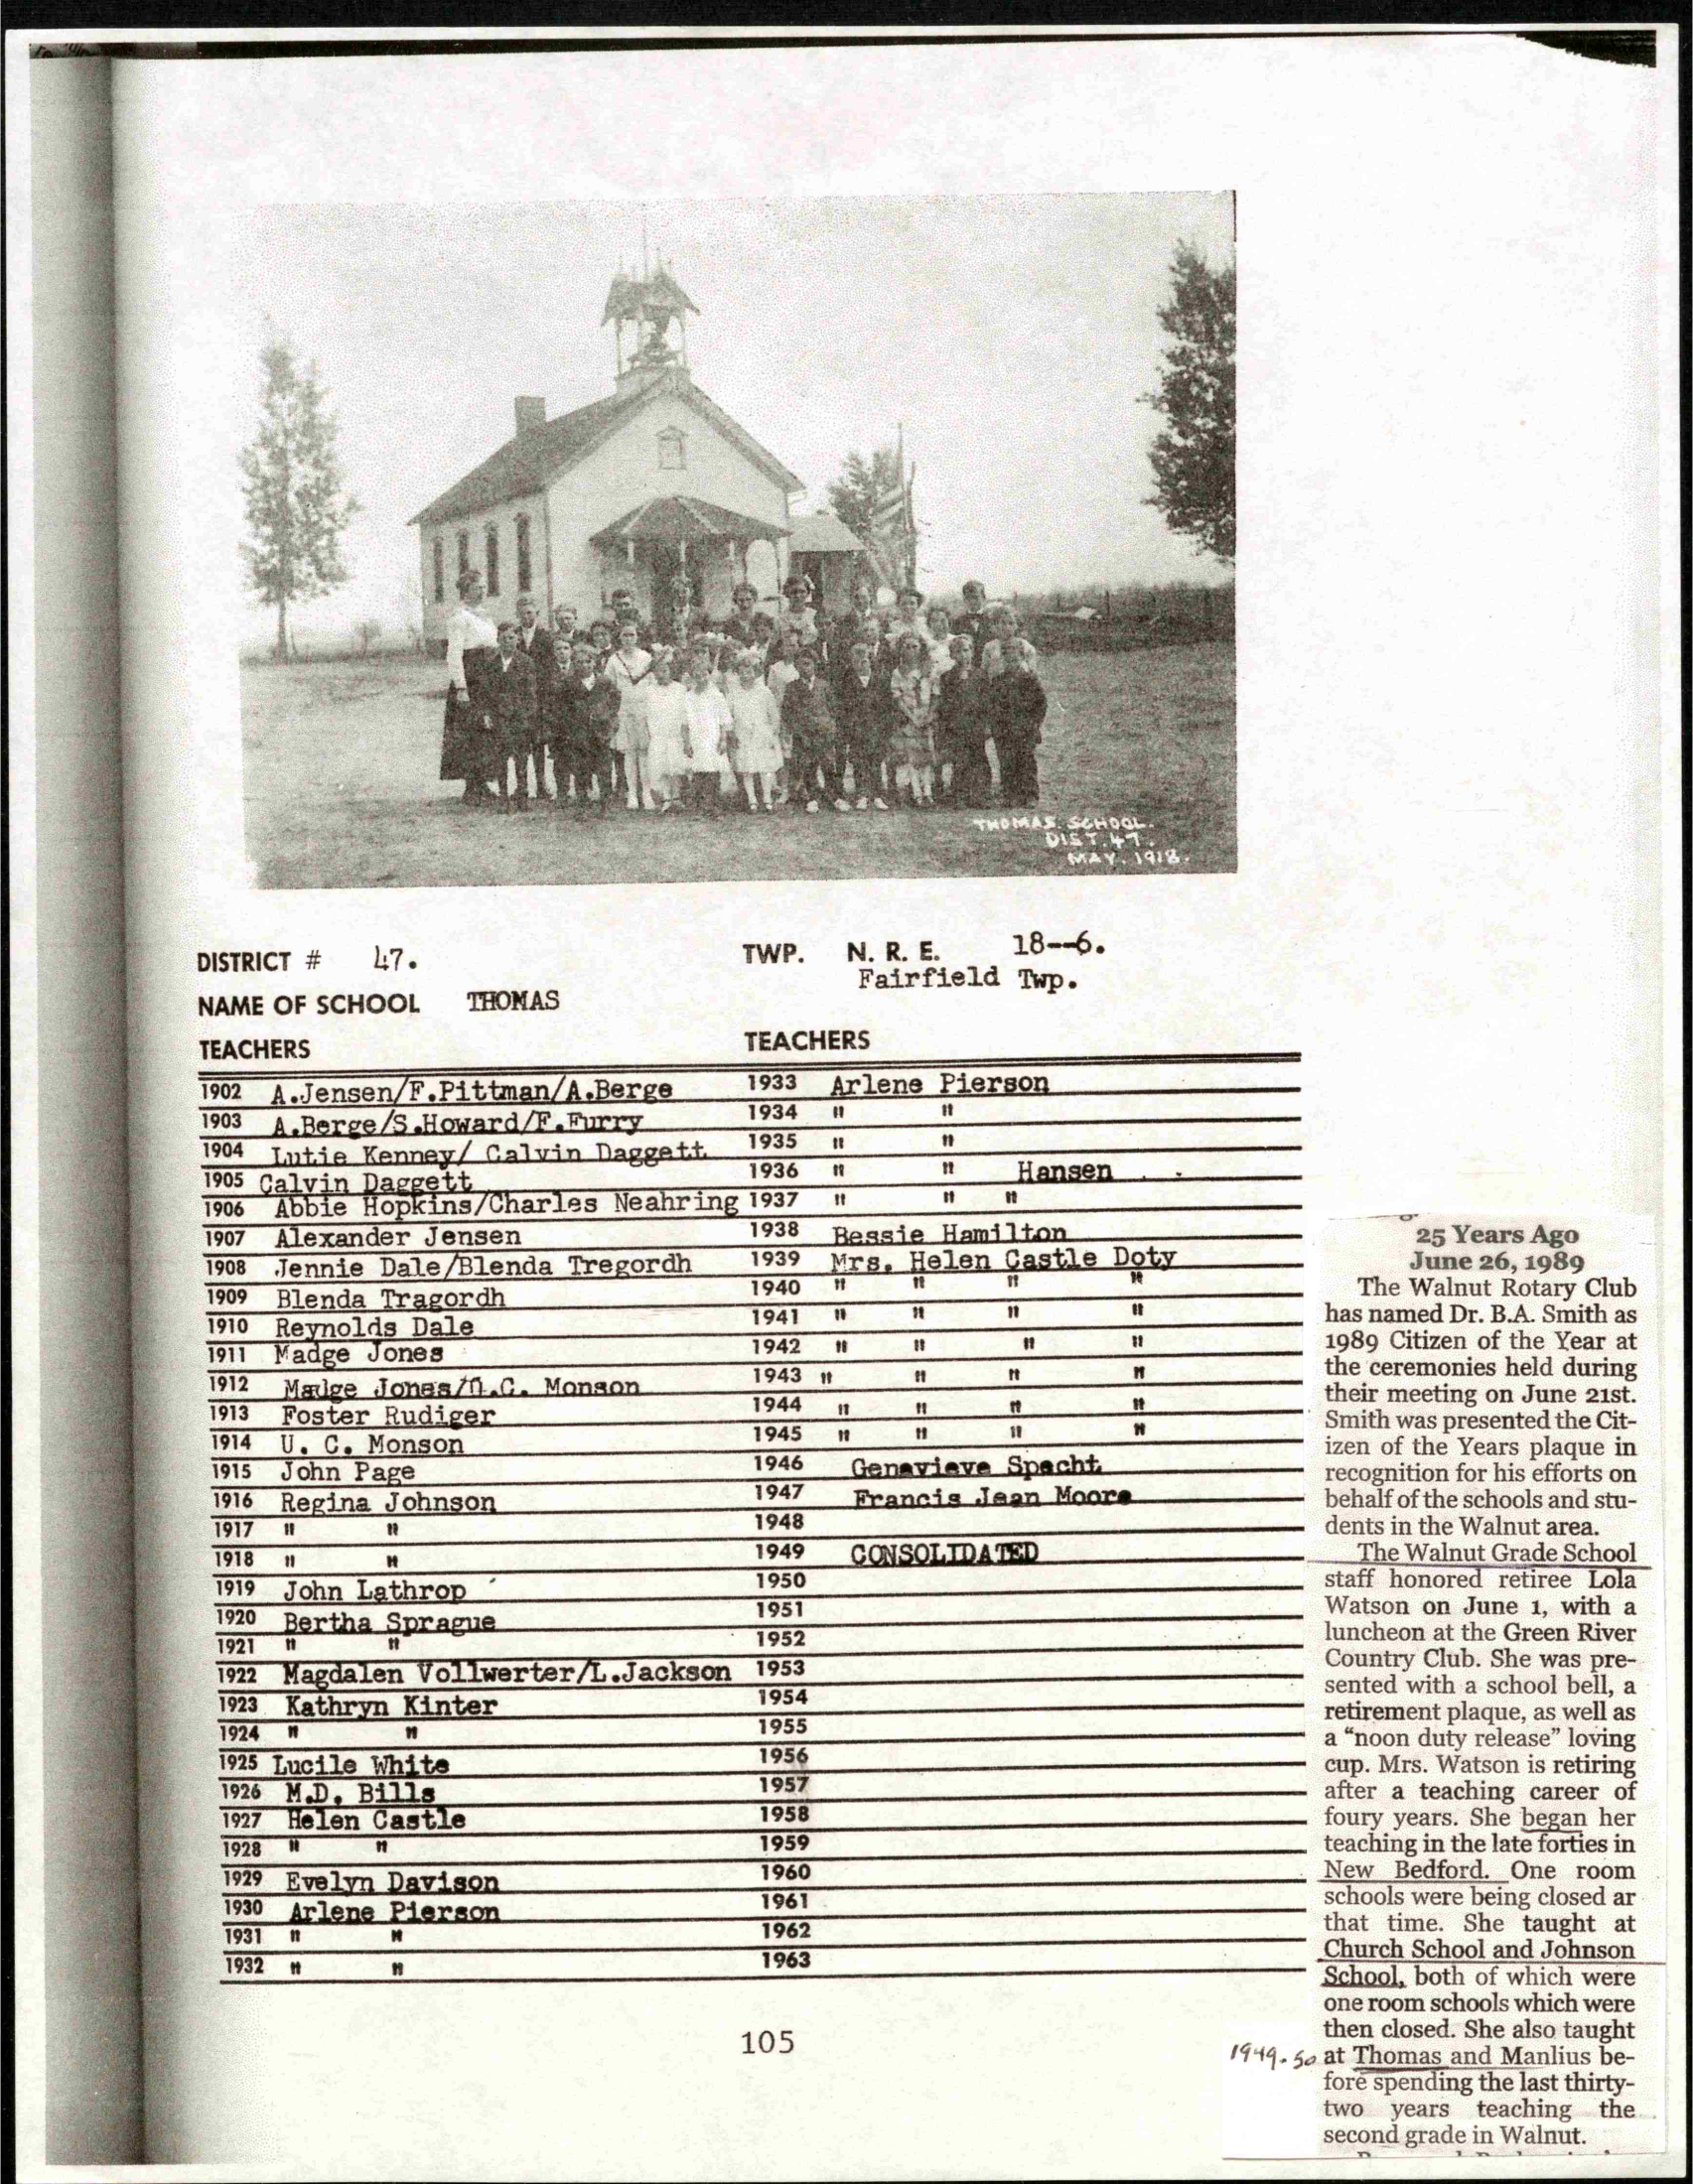 THOMAS SCHOOL.
DIST. 47.
MAY. 1918.
DISTRICT # 47.
TWP. N. R. E. 18--6.
Fairfield Twp.
NAME OF SCHOOL THOMAS
TEACHERS
1902 A.Jensen/F.Pittman/A.Berge
1903 A.Berge/S.Howard/F.Furry
1904 Lutie Kenney/ Calvin Daggett
1905 Calvin Daggett
1906 Abbie Hopkins/Charles Neahring
1907 Alexander Jensen
1908 Jennie Dale/Blenda Tregordh
1909 Blenda Tragordh
1910 Reynolds Dale
1911 Madge Jones
1912 Madge Jones/U.C. Monson
1913 Foster Rudiger
1914 U. C. Monson
1915 John Page
1916 Regina Johnson
1917 " "
1918 " "
1919 John Lathrop
1920 Bertha Sprague
1921 " "
1922 Magdalen Vollwerter/L.Jackson
1923 Kathryn Kinter
1924 " "
1925 Lucile White
1926 M.D. Bills
1927 Helen Castle
1928 " "
1929 Evelyn Davison
1930 Arlene Pierson
1931 " "
1932 " "
TEACHERS
1933 Arlene Pierson
1934 " "
1935 " "
1936 " " Hansen
1937 " " "
1938 Bessie Hamilton
1939 Mrs. Helen Castle Doty
1940 " " " "
1941 " " " "
1942 " " " "
1943 " " " "
1944 " " " "
1945 " " " "
1946 Genevieve Specht
1947 Francis Jean Moore
1948
1949 CONSOLIDATED
1950
1951
1952
1953
1954
1955
1956
1957
1958
1959
1960
1961
1962
1963
105
25 Years Ago
June 26, 1989
The Walnut Rotary Club
has named Dr. B.A. Smith as
1989 Citizen of the Year at
the ceremonies held during
their meeting on June 21st.
Smith was presented the Cit-
izen of the Years plaque in
recognition for his efforts on
behalf of the schools and stu-
dents in the Walnut area.
The Walnut Grade School
staff honored retiree Lola
Watson on June 1, with a
luncheon at the Green River
Country Club. She was pre-
sented with a school bell, a
retirement plaque, as well as
a "noon duty release" loving
cup. Mrs. Watson is retiring
after a teaching career of
foury years. She began her
teaching in the late forties in
New Bedford. One room
schools were being closed ar
that time. She taught at
Church School and Johnson
School, both of which were
one room schools which were
then closed. She also taught
1949-50 at Thomas and Manlius be-
fore spending the last thirty-
two years teaching the
second grade in Walnut.